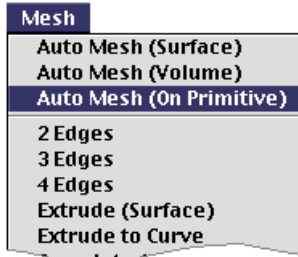 Mesh
Auto Mesh (Surface)
Auto Mesh (Volume)
Auto Mesh (On Primitive)
2 Edges
3 Edges
4 Edges
Extrude (Surface)
Extrude to Curve